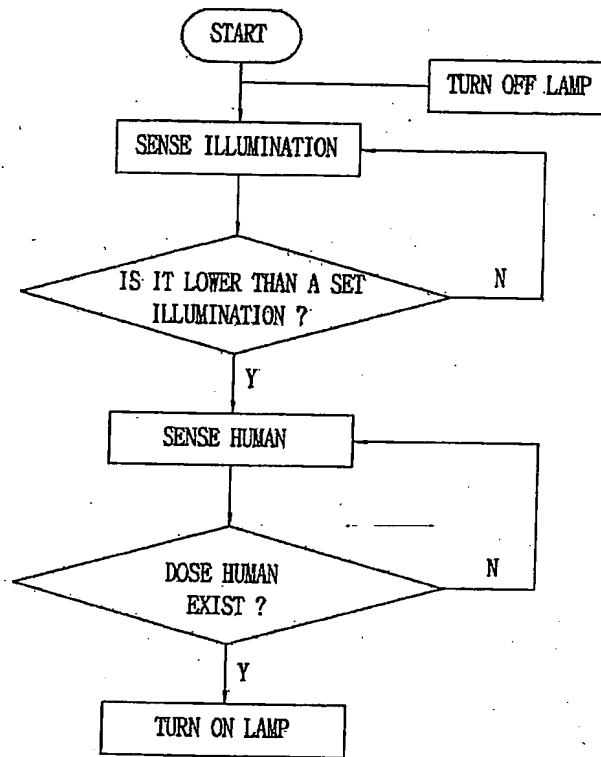 START
TURN OFF LAMP
SENSE ILLUMINATION
IS IT LOWER THAN A SET
ILLUMINATION ?
N
Y
SENSE HUMAN
DOSE HUMAN
EXIST ?
N
Y
TURN ON LAMP